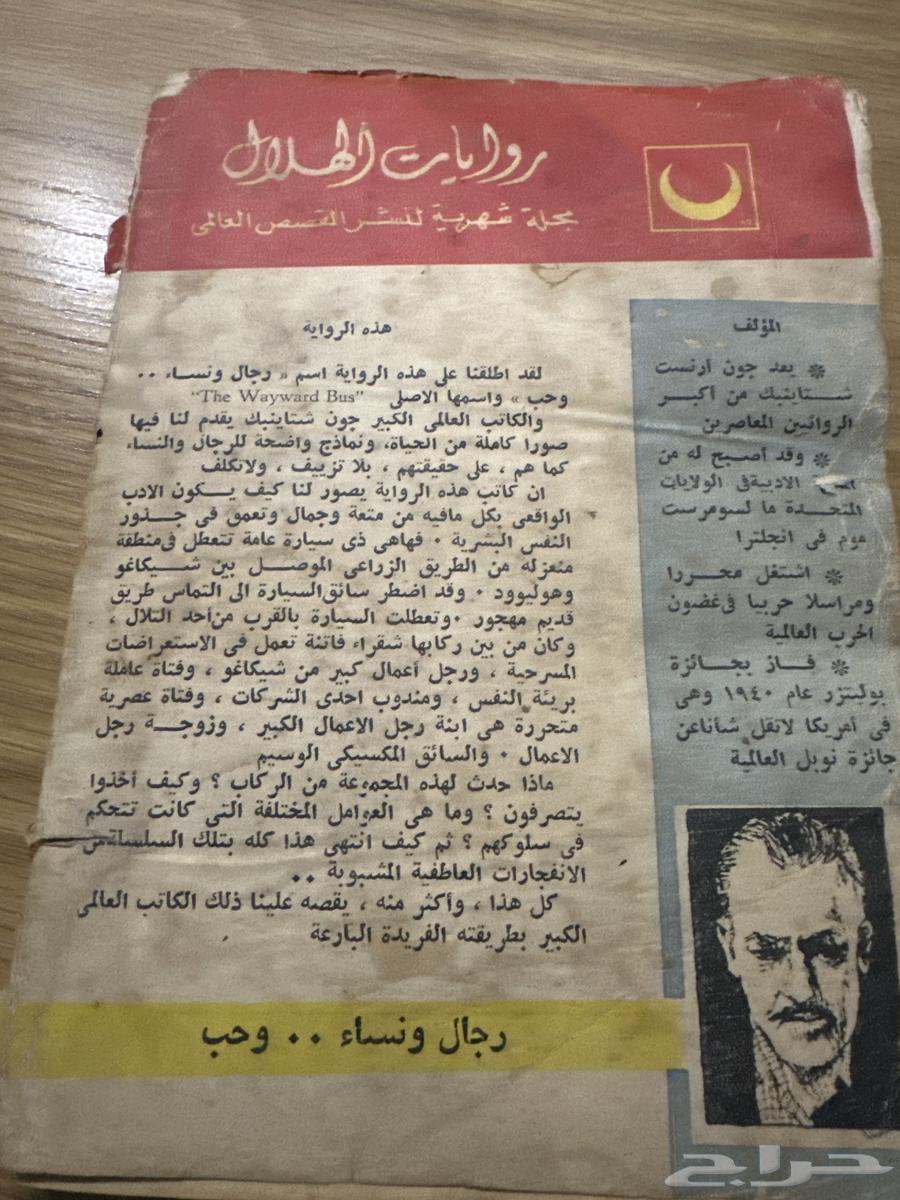 روايات الهلال
مجلة شهرية لنشر القصص العالمى
هذه الرواية
لقد اطلقنا على هذه الرواية اسم « رجال ونساء ..
وحب » واسمها الاصلى "The Wayward Bus"
والكاتب العالمى الكبير جون شتاينبك يقدم لنا فيها
صورا كاملة من الحياة، ونماذج واضحة للرجال والنساء
كما هم ، على حقيقتهم ، بلا تزييف ، ولاتكلف
ان كاتب هذه الرواية يصور لنا كيف يكون الادب
الواقعى بكل مافيه من متعة وجمال وتعمق فى جذور
النفس البشرية . فهاهى ذى سيارة عامة تتعطل فى منطقة
منعزله من الطريق الزراعى الموصل بين شيكاغو
وهوليوود . وقد اضطر سائق السيارة الى التماس طريق
قديم مهجور . وتعطلت السيارة بالقرب من أحد التلال ،
وكان من بين ركابها شقراء فاتنة تعمل فى الاستعراضات
المسرحية ، ورجل أعمال كبير من شيكاغو ، وفتاة عاملة
بريئة النفس ، ومندوب احدى الشركات ، وفتاة عصرية
متحررة هى ابنة رجل الاعمال الكبير ، وزوجة رجل
الاعمال . والسائق المكسيكى الوسيم
ماذا حدث لهذه المجموعة من الركاب ؟ وكيف أخذوا
يتصرفون ؟ وما هى العوامل المختلفة التى كانت تتحكم
فى سلوكهم ؟ ثم كيف انتهى هذا كله بتلك السلسلة من
الانفجارات العاطفية المشبوبة ..
كل هذا ، وأكثر منه ، يقصه علينا ذلك الكاتب العالمى
الكبير بطريقته الفريدة البارعة
رجال ونساء .. وحب
المؤلف
* يعد جون أرنست
شتاينبك من أكبر
الروائيين المعاصرين
* وقد أصبح له من
الادبية فى الولايات
المتحدة ما لسومرست
موم فى انجلترا
* اشتغل محررا
ومراسلا حربيا فى غضون
الحرب العالمية
* فاز بجائزة
بوليتزر عام ١٩٤٠ وهى
فى أمريكا لاتقل شأنا عن
جائزة نوبل العالمية
حراج